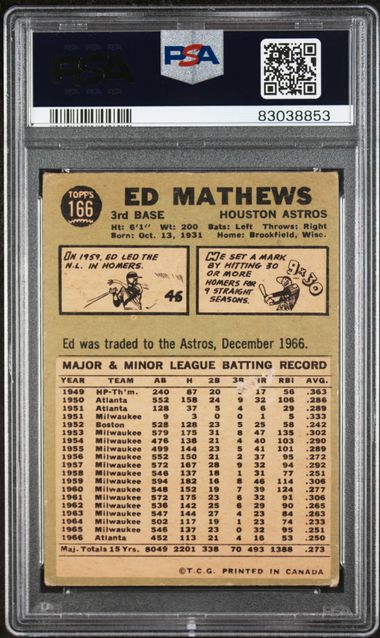 PSA
PSA
83038853
TOPPS
166
ED MATHEWS
3rd BASE HOUSTON ASTROS
Ht: 6'1" Wt: 200 Bats: Left Throws: Right
Born: Oct. 13, 1931 Home: Brookfield, Wisc.
IN 1959, ED LED THE
N.L. IN HOMERS.
46
HE SET A MARK
BY HITTING 30
OR MORE
HOMERS FOR
9 STRAIGHT
SEASONS.
9x30
Ed was traded to the Astros, December 1966.
MAJOR & MINOR LEAGUE BATTING RECORD
YEAR TEAM AB H 2B 3B HR RBI AVG.
1949 HP-Th'm. 240 87 20 17 56 .363
1950 Atlanta 552 158 24 9 32 106 .286
1951 Atlanta 128 37 5 4 6 29 .289
1951 Milwaukee 9 3 0 0 1 5 .333
1952 Boston 528 128 23 5 25 58 .242
1953 Milwaukee 579 175 31 8 47 135 .302
1954 Milwaukee 476 138 21 4 40 103 .290
1955 Milwaukee 499 144 23 5 41 101 .289
1956 Milwaukee 552 150 21 2 37 95 .272
1957 Milwaukee 572 167 28 9 32 94 .292
1958 Milwaukee 546 137 18 1 31 77 .251
1959 Milwaukee 594 182 16 8 46 114 .306
1960 Milwaukee 548 152 19 7 39 124 .277
1961 Milwaukee 572 175 23 6 32 91 .306
1962 Milwaukee 536 142 25 6 29 90 .265
1963 Milwaukee 547 144 27 4 23 84 .263
1964 Milwaukee 502 117 19 1 23 74 .233
1965 Milwaukee 546 137 23 0 32 95 .251
1966 Atlanta 452 113 21 4 16 53 .250
Maj. Totals 15 Yrs. 8049 2201 338 70 493 1388 .273
©T.C.G. PRINTED IN CANADA